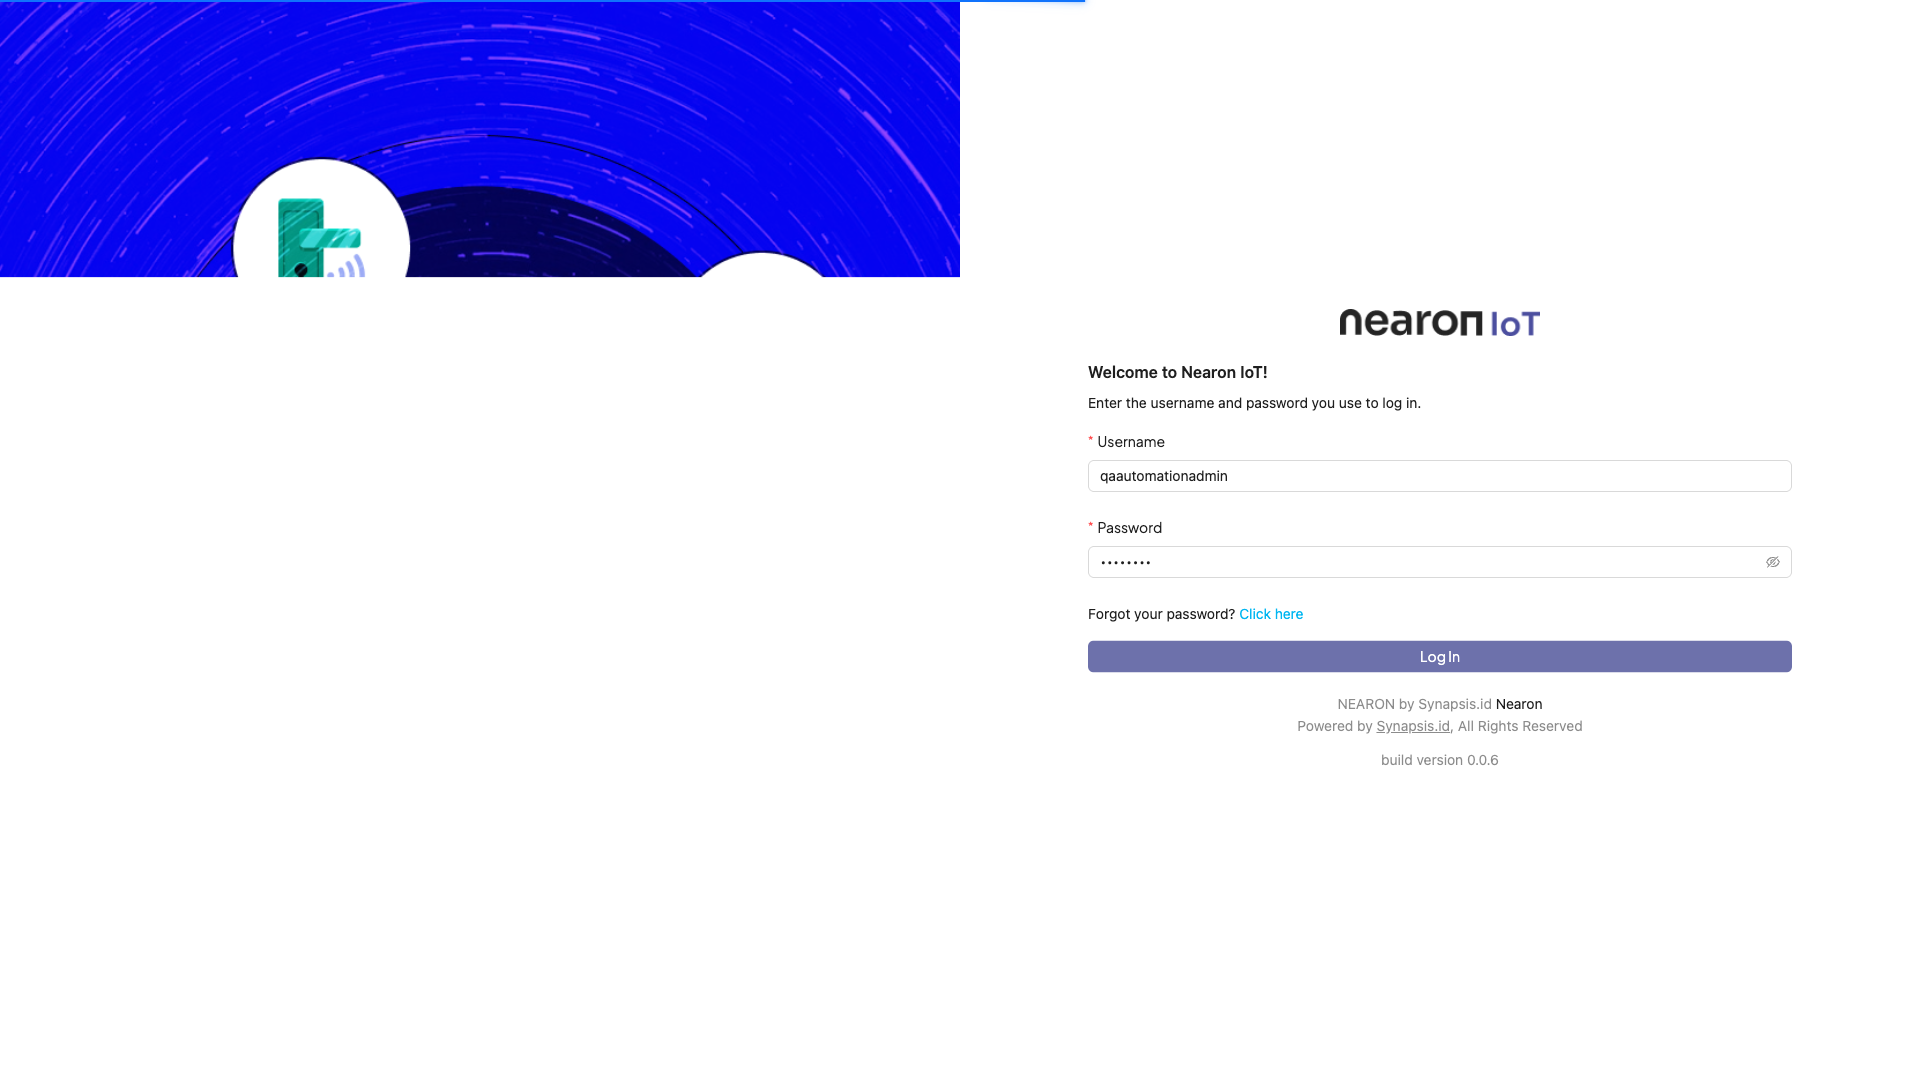 nearon IoT
Welcome to Nearon IoT!
Enter the username and password you use to log in.
* Username
qaautomationadmin
* Password
••••••••
Forgot your password? Click here
Log In
NEARON by Synapsis.id Nearon
Powered by Synapsis.id, All Rights Reserved
build version 0.0.6